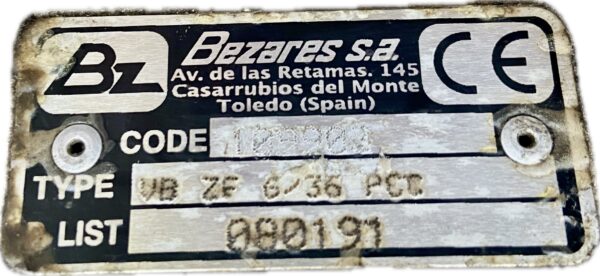 Bz Bezares s.a. CE
Av. de las Retamas. 145
Casarrubios del Monte
Toledo (Spain)
CODE
TYPE VB ZF 6/36 PCT
LIST 080191